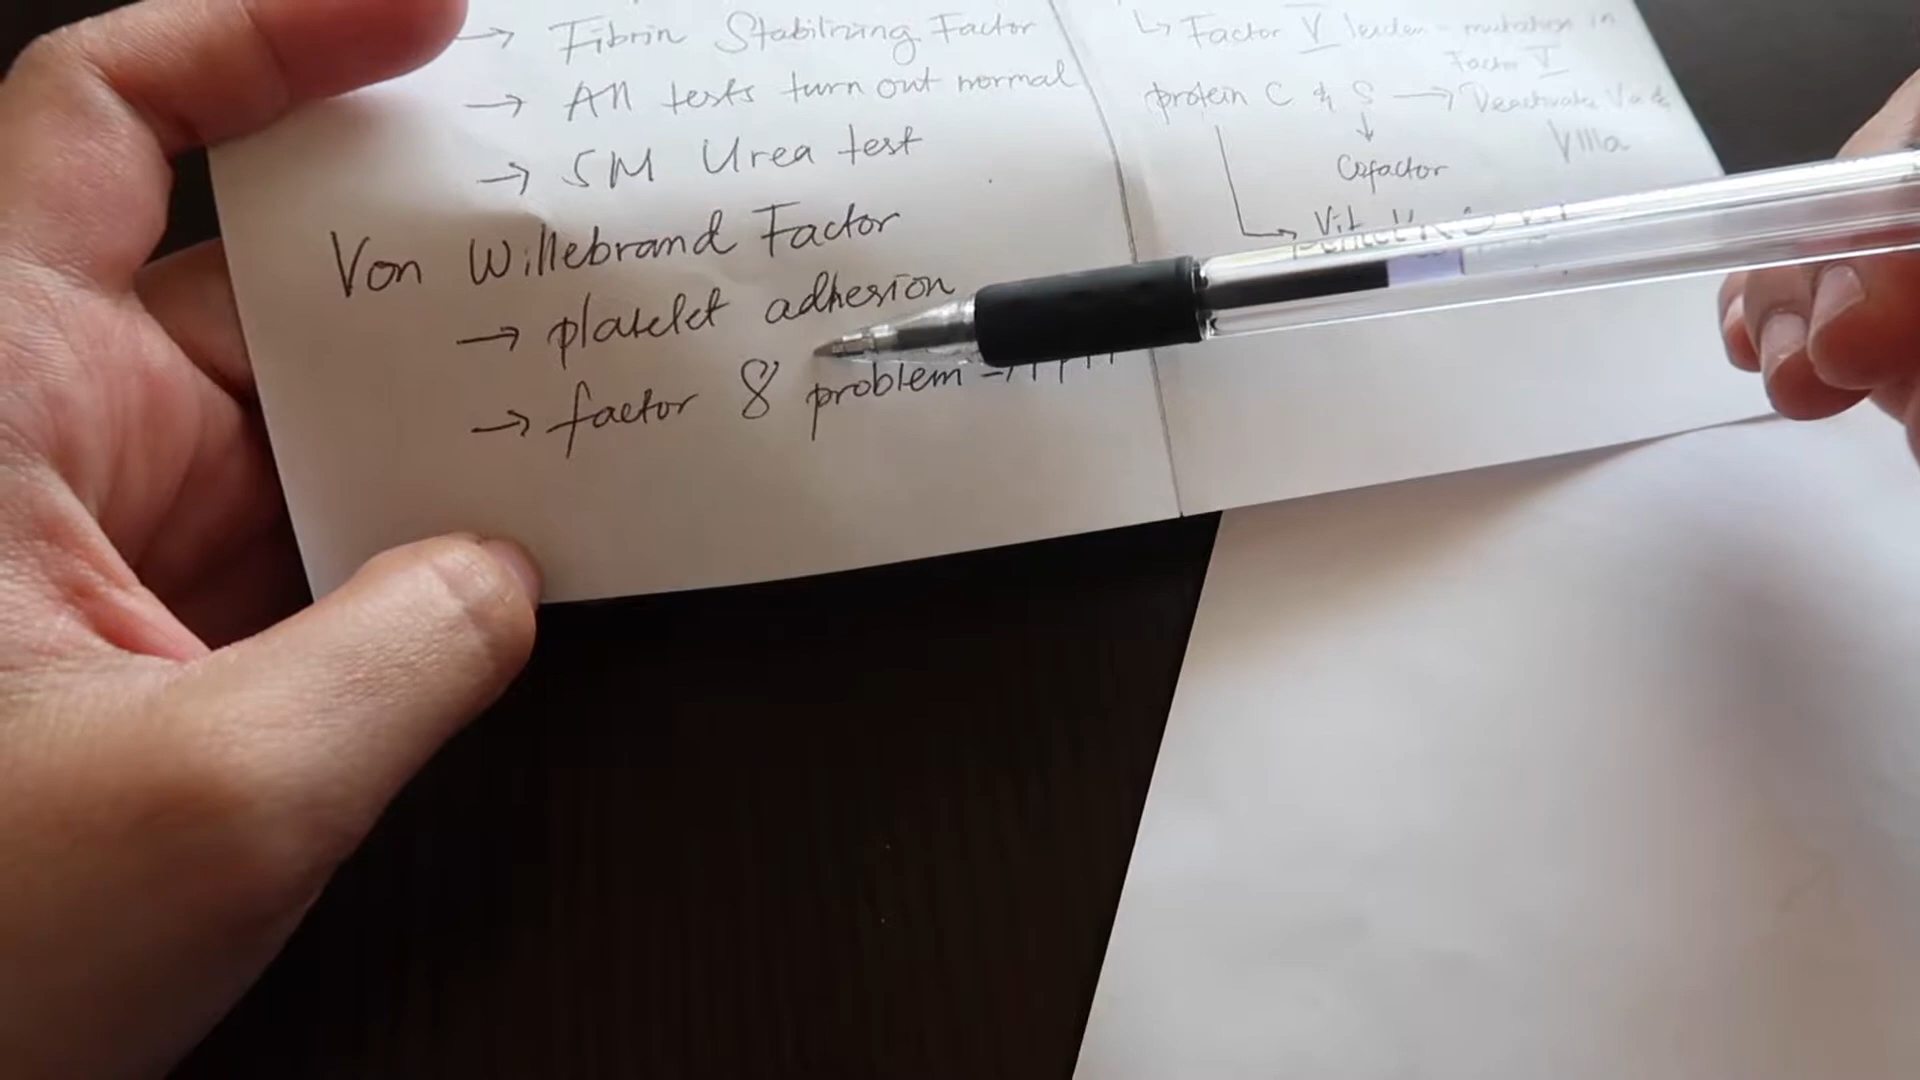 → Fibrin Stabilizing Factor
→ All tests turn out normal
→ 5M Urea test
Von Willebrand Factor
→ platelet adhesion
→ factor 8 problem →
↳ Factor V leiden - mutation in
Factor V
protein C & S → Deactivate Va &
VIIIa
↓
Cofactor
→ Vit